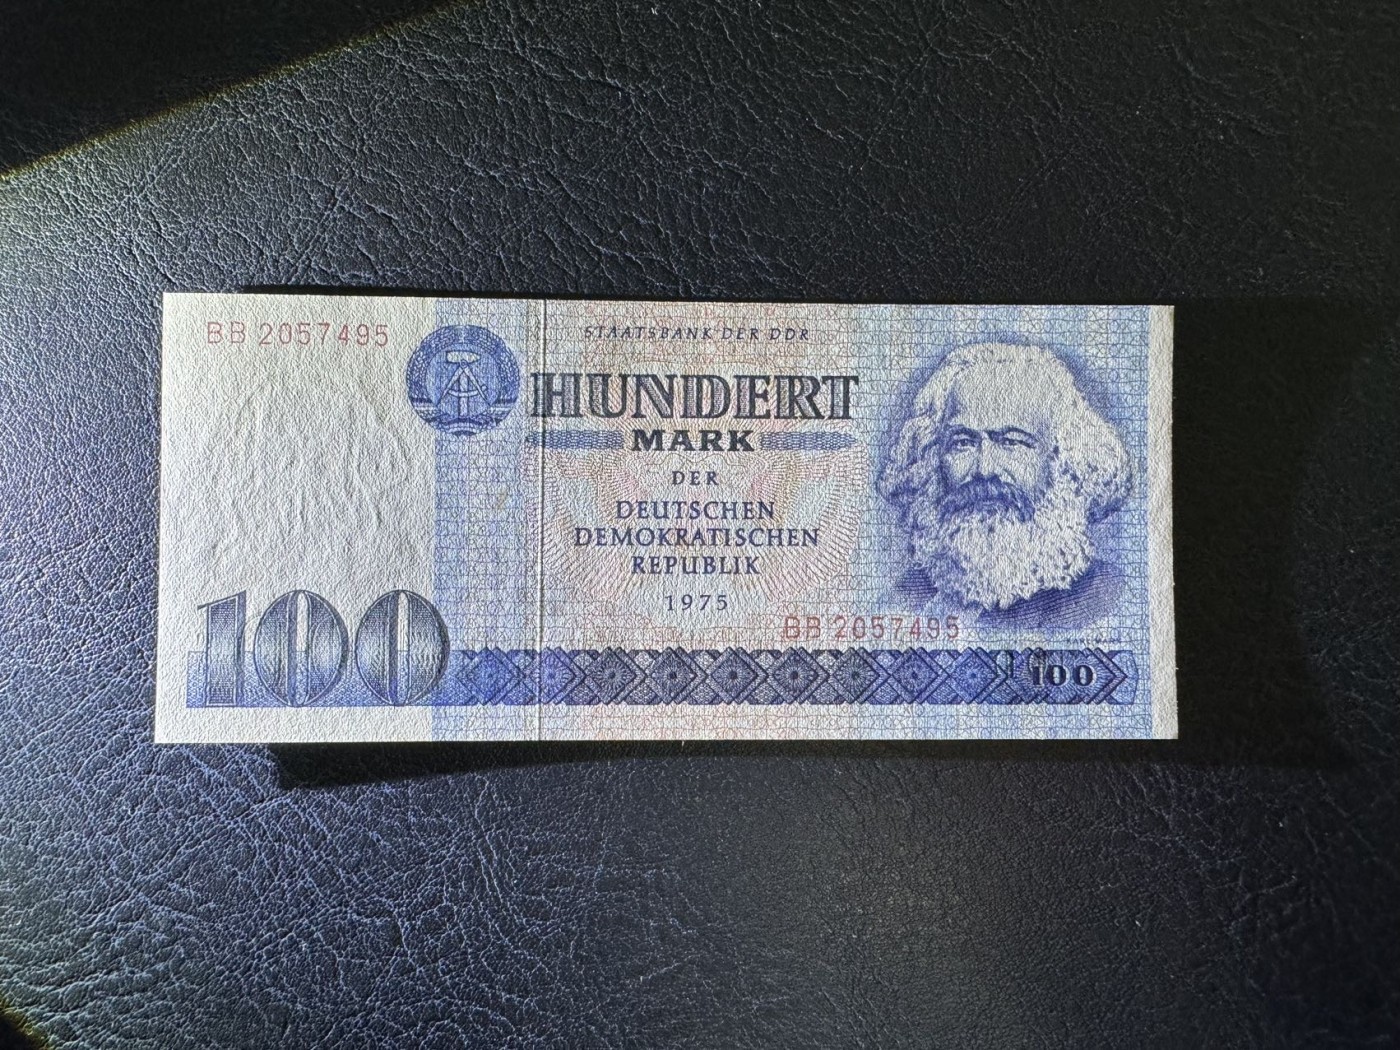 BB 2057495
STAATSBANK DER DDR
HUNDERT
MARK
DER
DEUTSCHEN
DEMOKRATISCHEN
REPUBLIK
1975
BB 2057495
100
100